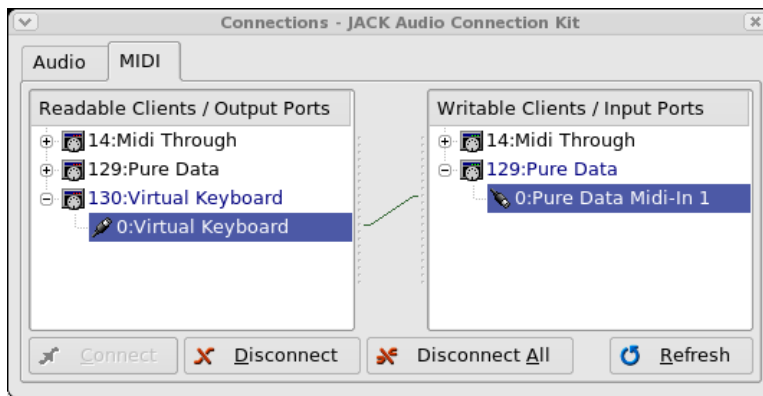 Connections - JACK Audio Connection Kit
Audio
MIDI
Readable Clients / Output Ports
14:Midi Through
129:Pure Data
130:Virtual Keyboard
0:Virtual Keyboard
Writable Clients / Input Ports
14:Midi Through
129:Pure Data
0:Pure Data Midi-In 1
Connect
Disconnect
Disconnect All
Refresh